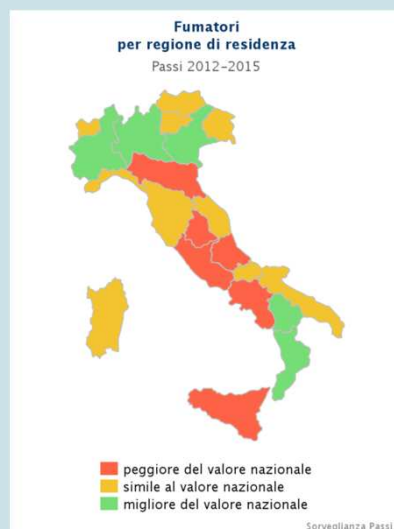 Fumatori
per regione di residenza
Passi 2012-2015
peggiore del valore nazionale
simile al valore nazionale
migliore del valore nazionale
Sorveglianza Passi